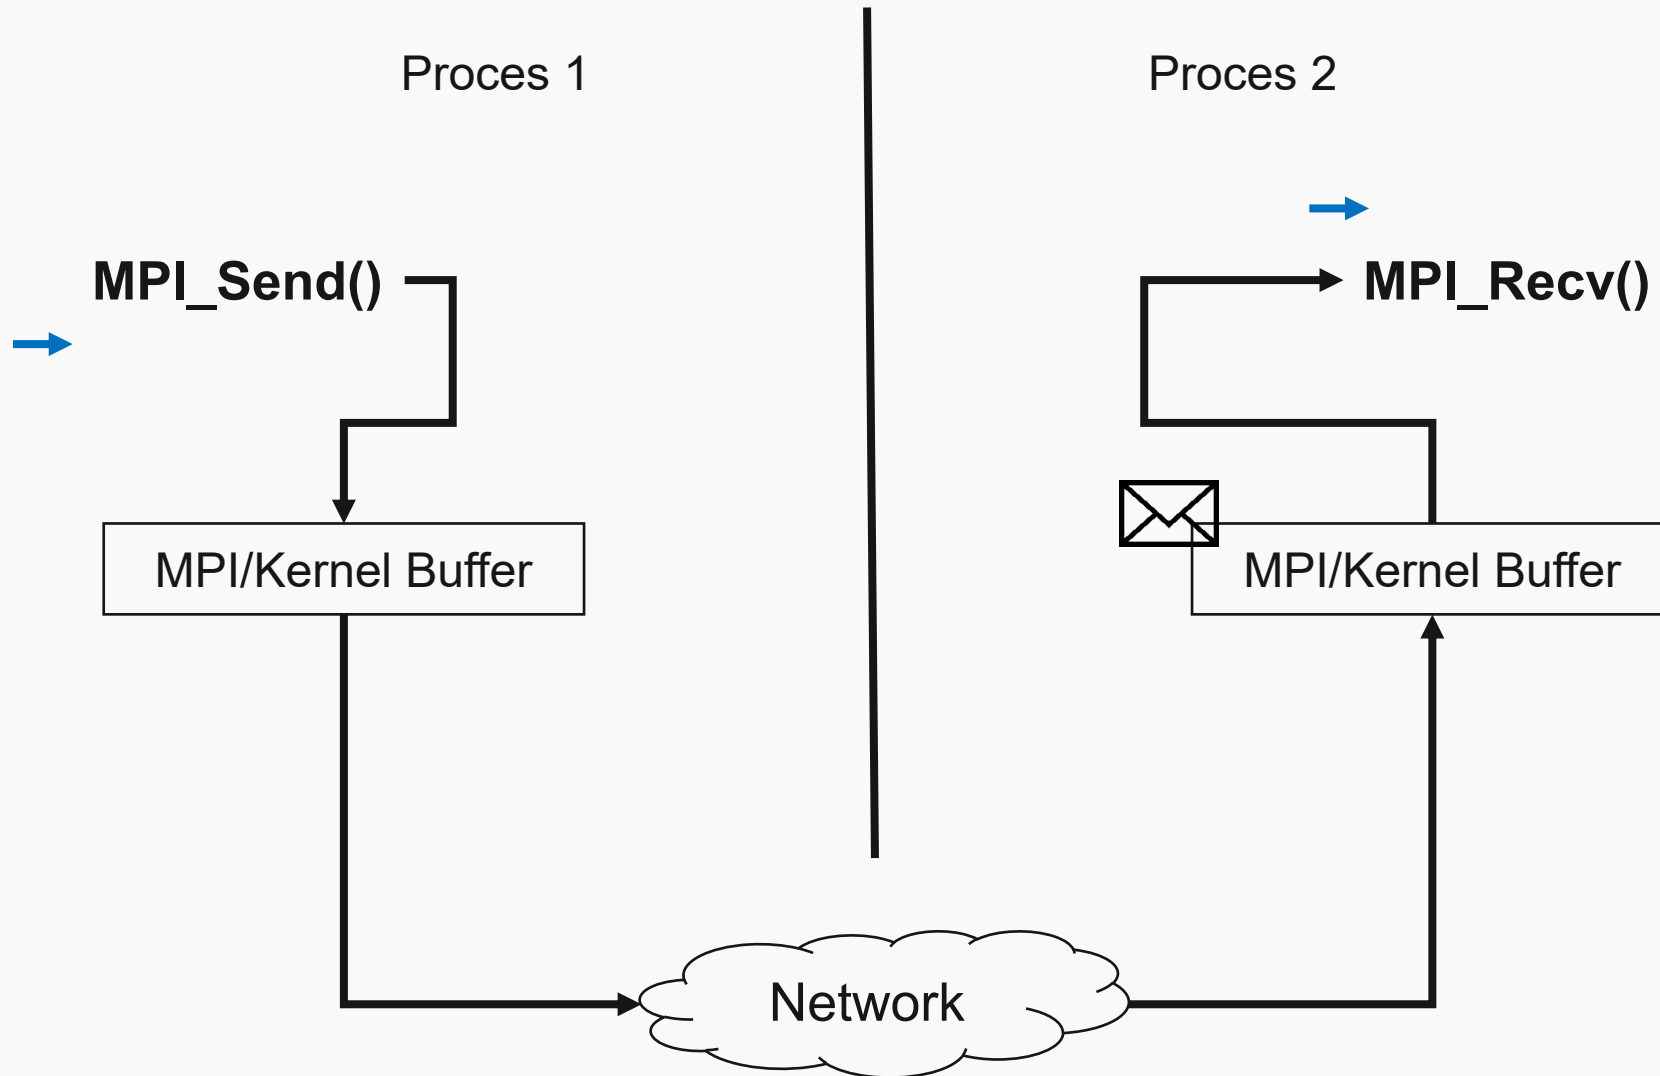 Proces 1
Proces 2
MPI_Send()
MPI_Recv()
MPI/Kernel Buffer
MPI/Kernel Buffer
Network